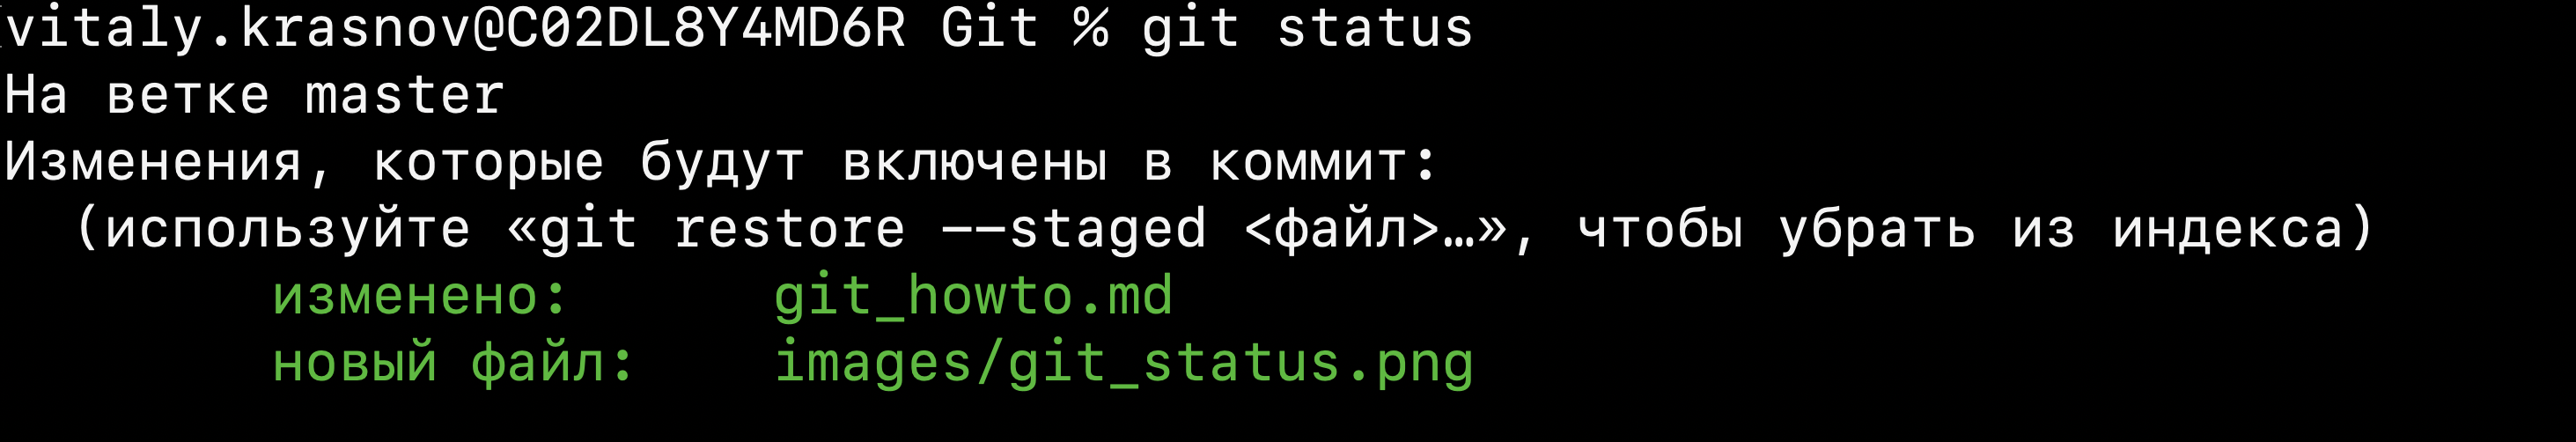 vitaly.krasnov@C02DL8Y4MD6R Git % git status
На ветке master
Изменения, которые будут включены в коммит:
  (используйте «git restore --staged <файл>…», чтобы убрать из индекса)
        изменено:      git_howto.md
        новый файл:    images/git_status.png